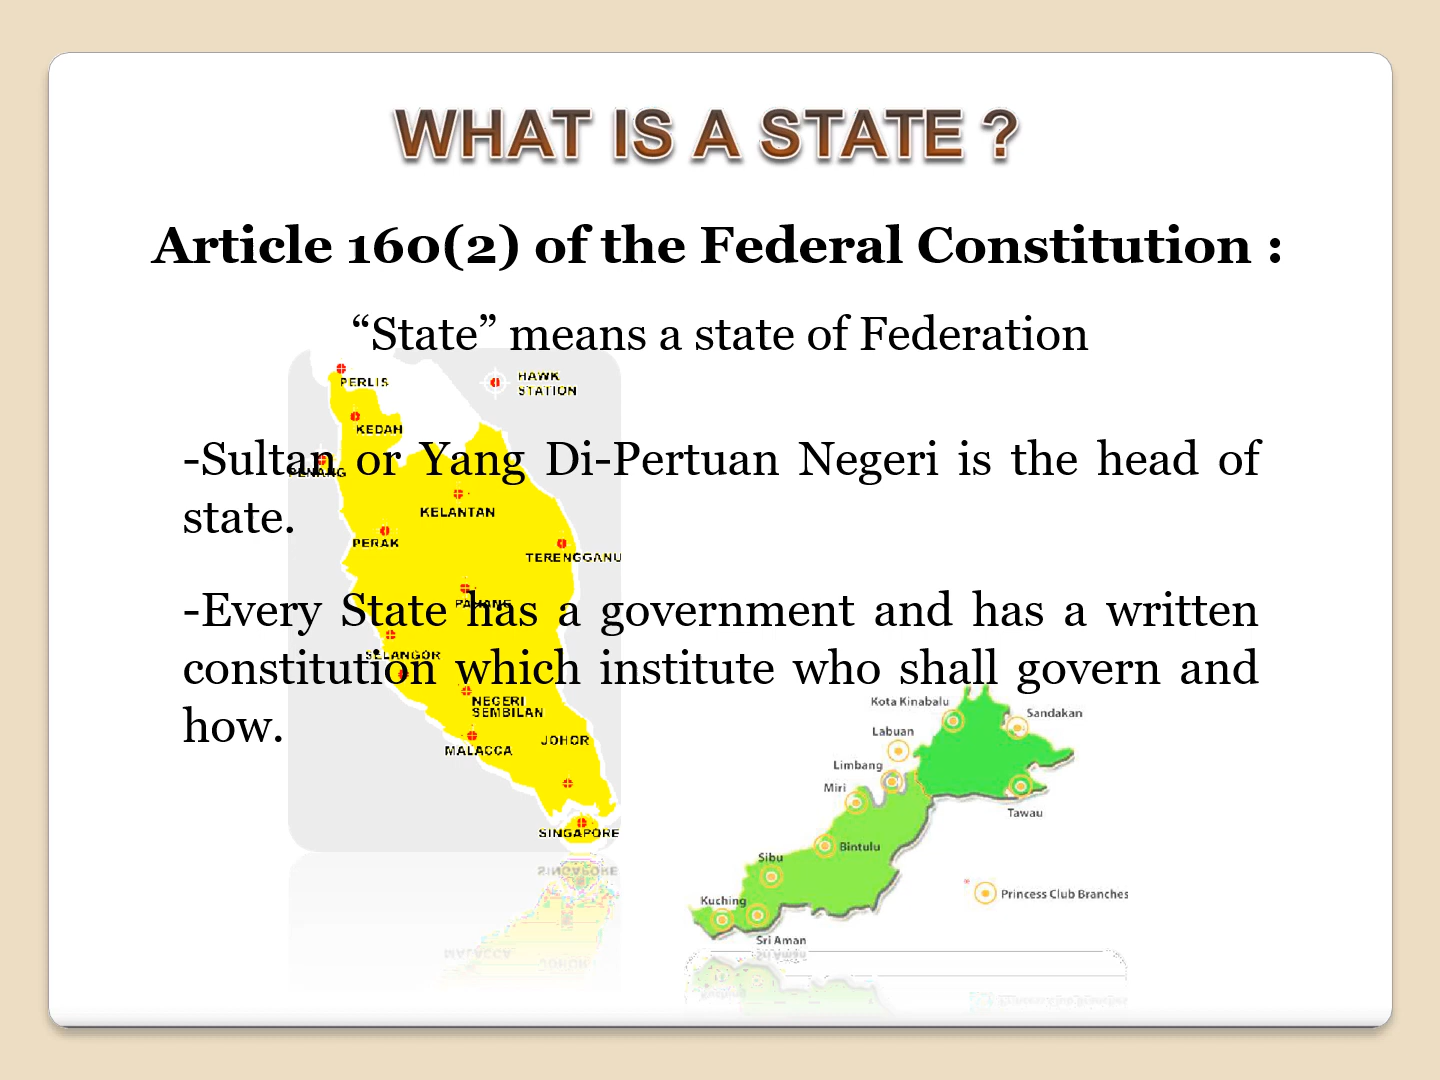 WHAT IS A STATE ?
Article 160(2) of the Federal Constitution :
“State” means a state of Federation
-Sultan or Yang Di-Pertuan Negeri is the head of
state.
-Every State has a government and has a written
constitution which institute who shall govern and
how.
PERLIS
HAWK
STATION
KEDAH
PENANG
KELANTAN
PERAK
TERENGGANU
PAHANG
SELANGOR
NEGERI
SEMBILAN
MALACCA
JOHOR
SINGAPORE
Kota Kinabalu
Sandakan
Labuan
Limbang
Miri
Tawau
Bintulu
Sibu
Princess Club Branches
Kuching
Sri Aman